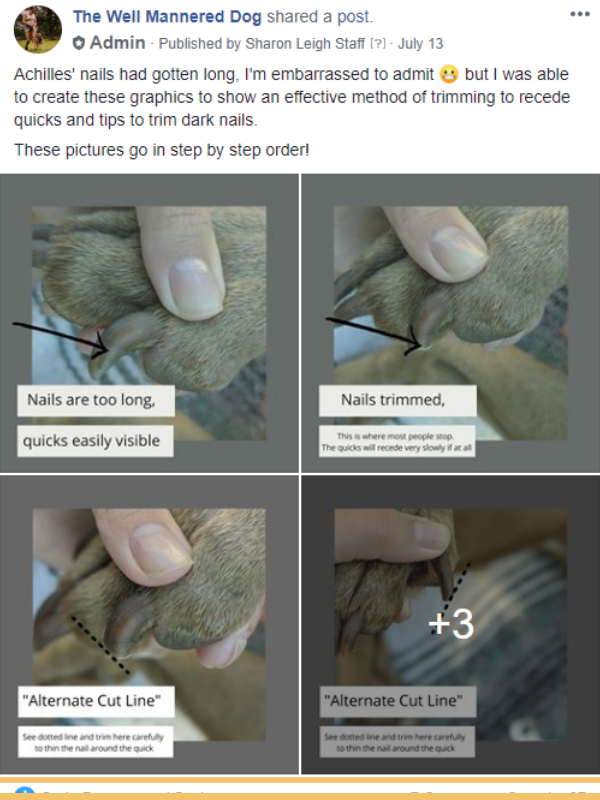 The Well Mannered Dog shared a post.
Admin · Published by Sharon Leigh Staff [?] · July 13
Achilles' nails had gotten long, I'm embarrassed to admit 😬 but I was able
to create these graphics to show an effective method of trimming to recede
quicks and tips to trim dark nails.
These pictures go in step by step order!
Nails are too long,
quicks easily visible
Nails trimmed,
This is where most people stop.
The quicks will recede very slowly if at all
"Alternate Cut Line"
See dotted line and trim here carefully
to thin the nail around the quick
+3
"Alternate Cut Line"
See dotted line and trim here carefully
to thin the nail around the quick